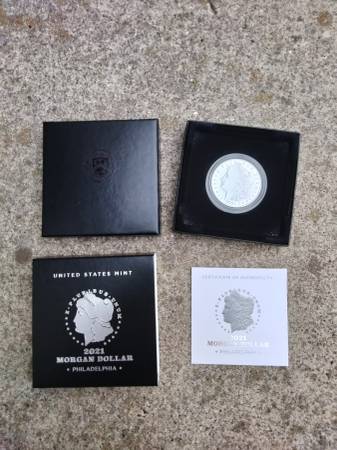 UNITED STATES MINT
E·PLURIBUS·UNUM
2021
MORGAN DOLLAR
PHILADELPHIA
CERTIFICATE OF AUTHENTICITY
2021
MORGAN DOLLAR
PHILADELPHIA